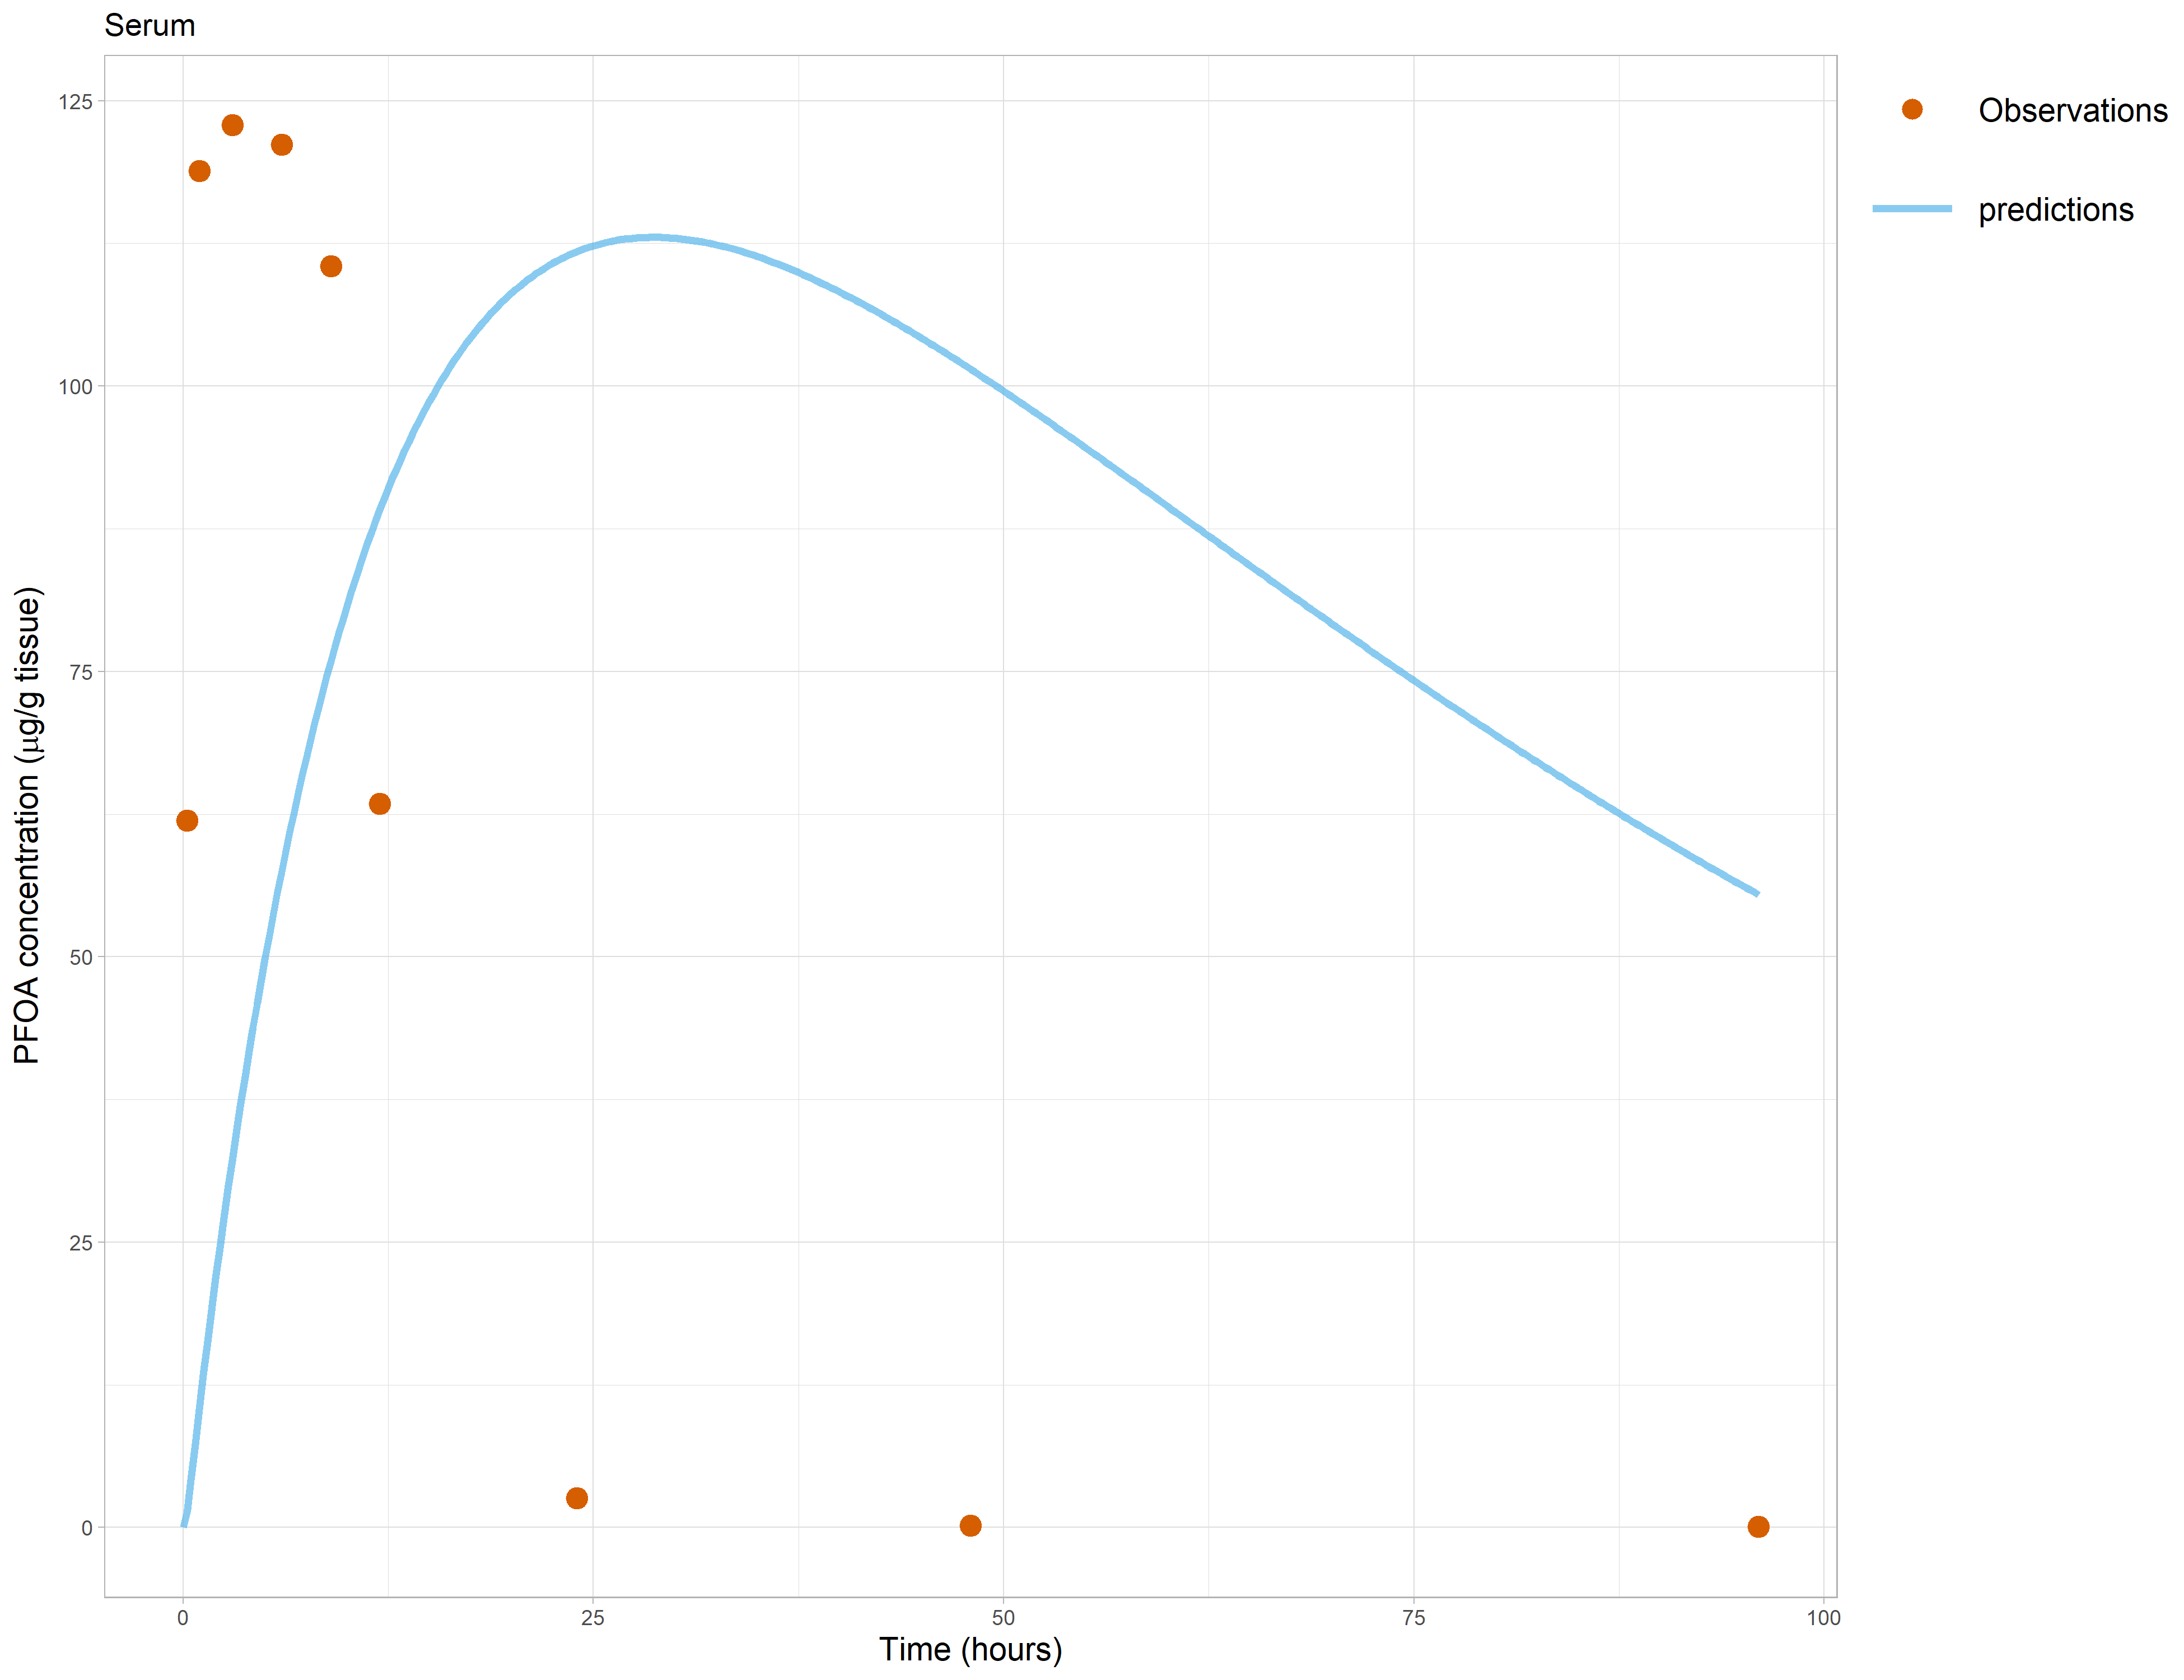 Serum
125
100
75
50
25
0
PFOA concentration (μg/g tissue)
0
25
50
75
100
Time (hours)
Observations
predictions